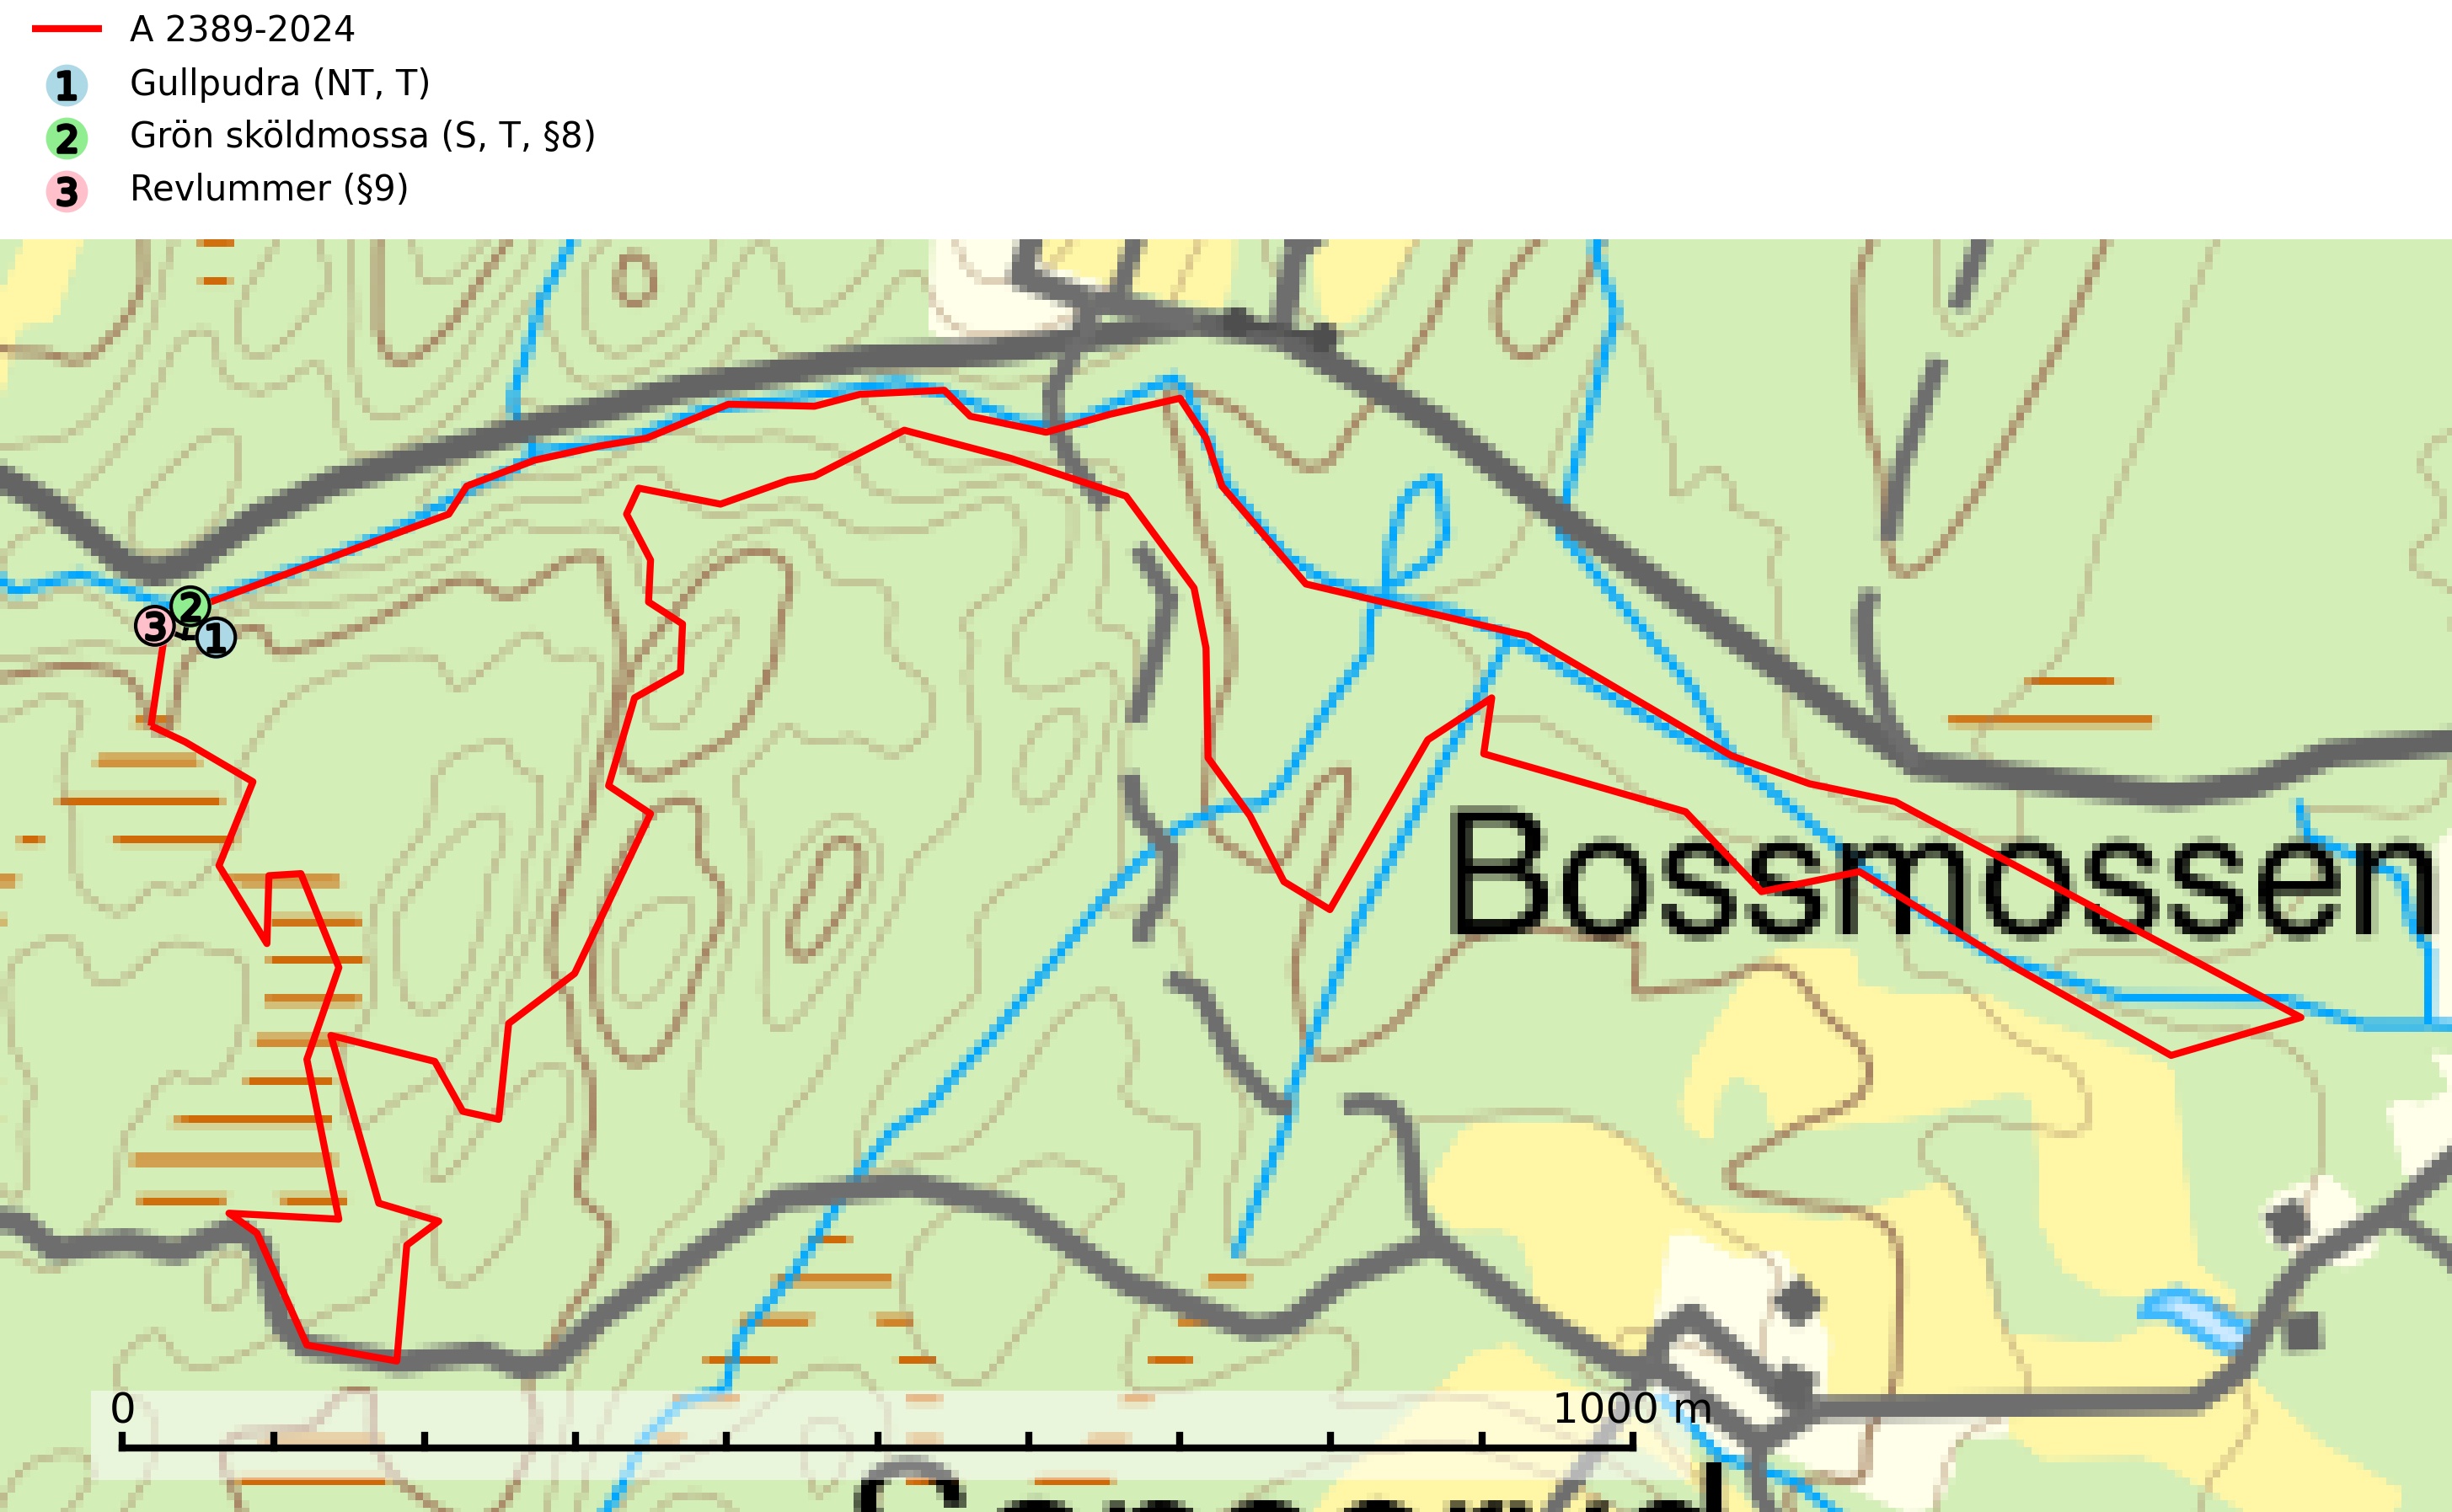 A 2389-2024
1 Gullpudra (NT, T)
2 Grön sköldmossa (S, T, §8)
3 Revlummer (§9)
2
3
1
Bossmossen
0
1000 m